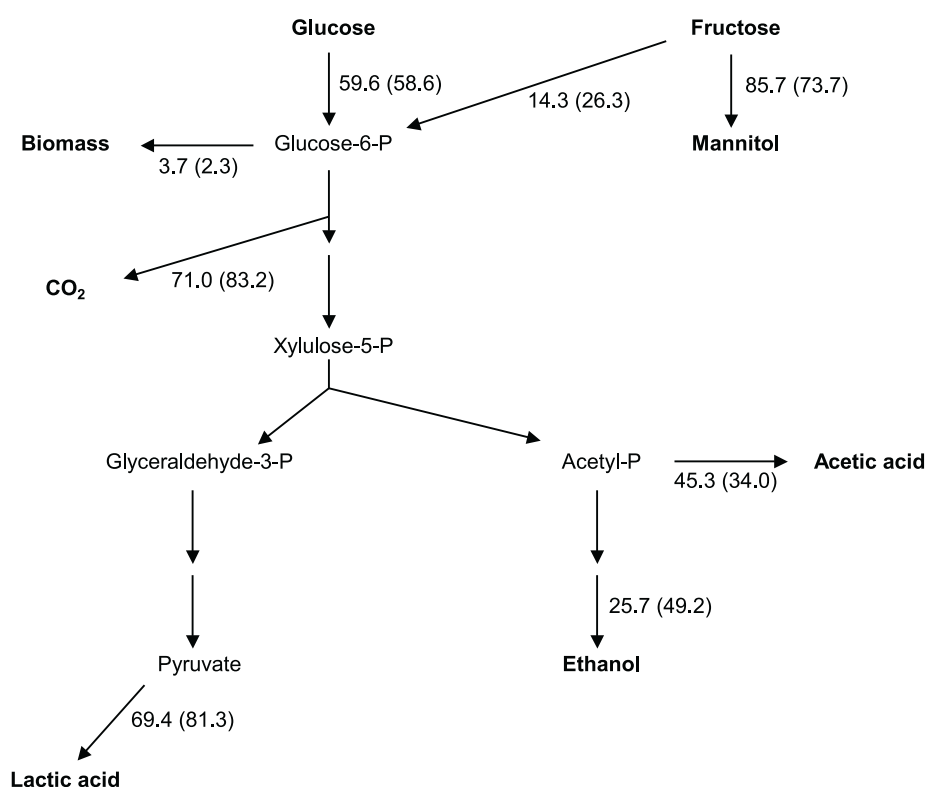 Glucose
Fructose
59.6 (58.6)
14.3 (26.3)
85.7 (73.7)
Biomass
3.7 (2.3)
Glucose-6-P
Mannitol
CO₂
71.0 (83.2)
Xylulose-5-P
Glyceraldehyde-3-P
Acetyl-P
45.3 (34.0)
Acetic acid
25.7 (49.2)
Pyruvate
Ethanol
69.4 (81.3)
Lactic acid